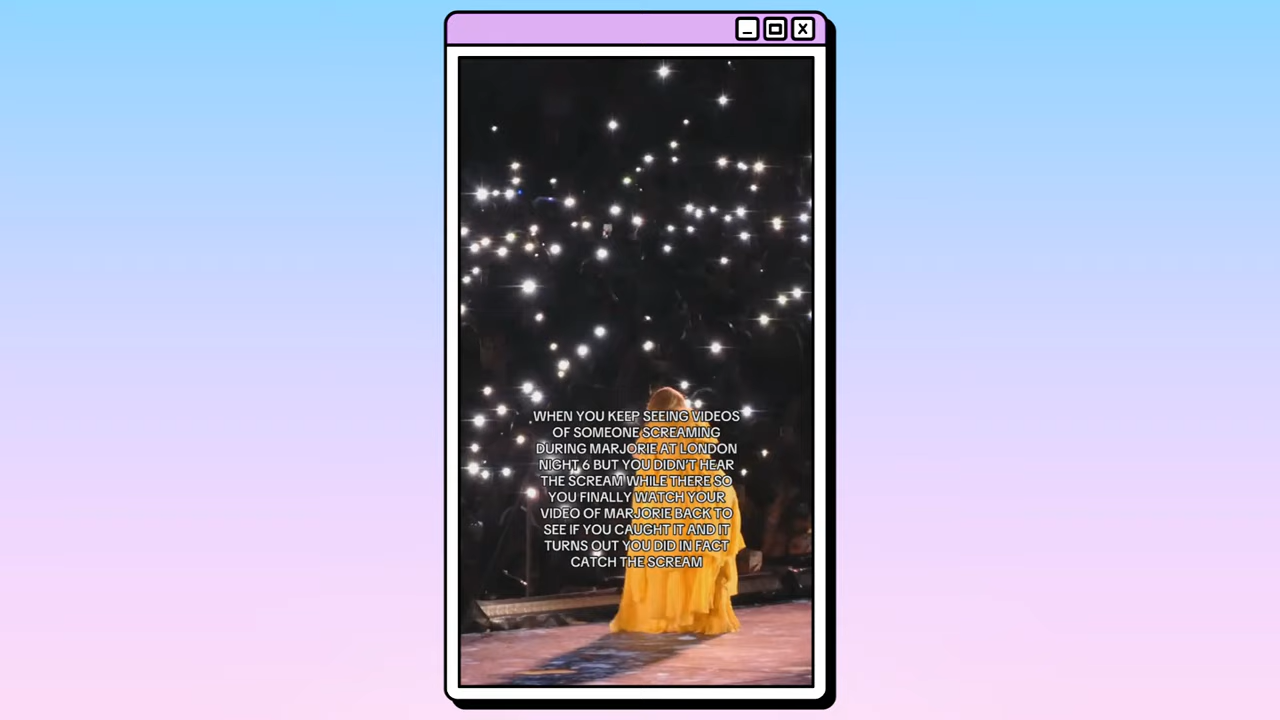 WHEN YOU KEEP SEEING VIDEOS
OF SOMEONE SCREAMING
DURING MARJORIE AT LONDON
NIGHT 6 BUT YOU DIDN'T HEAR
THE SCREAM WHILE THERE SO
YOU FINALLY WATCH YOUR
VIDEO OF MARJORIE BACK TO
SEE IF YOU CAUGHT IT AND IT
TURNS OUT YOU DID IN FACT
CATCH THE SCREAM